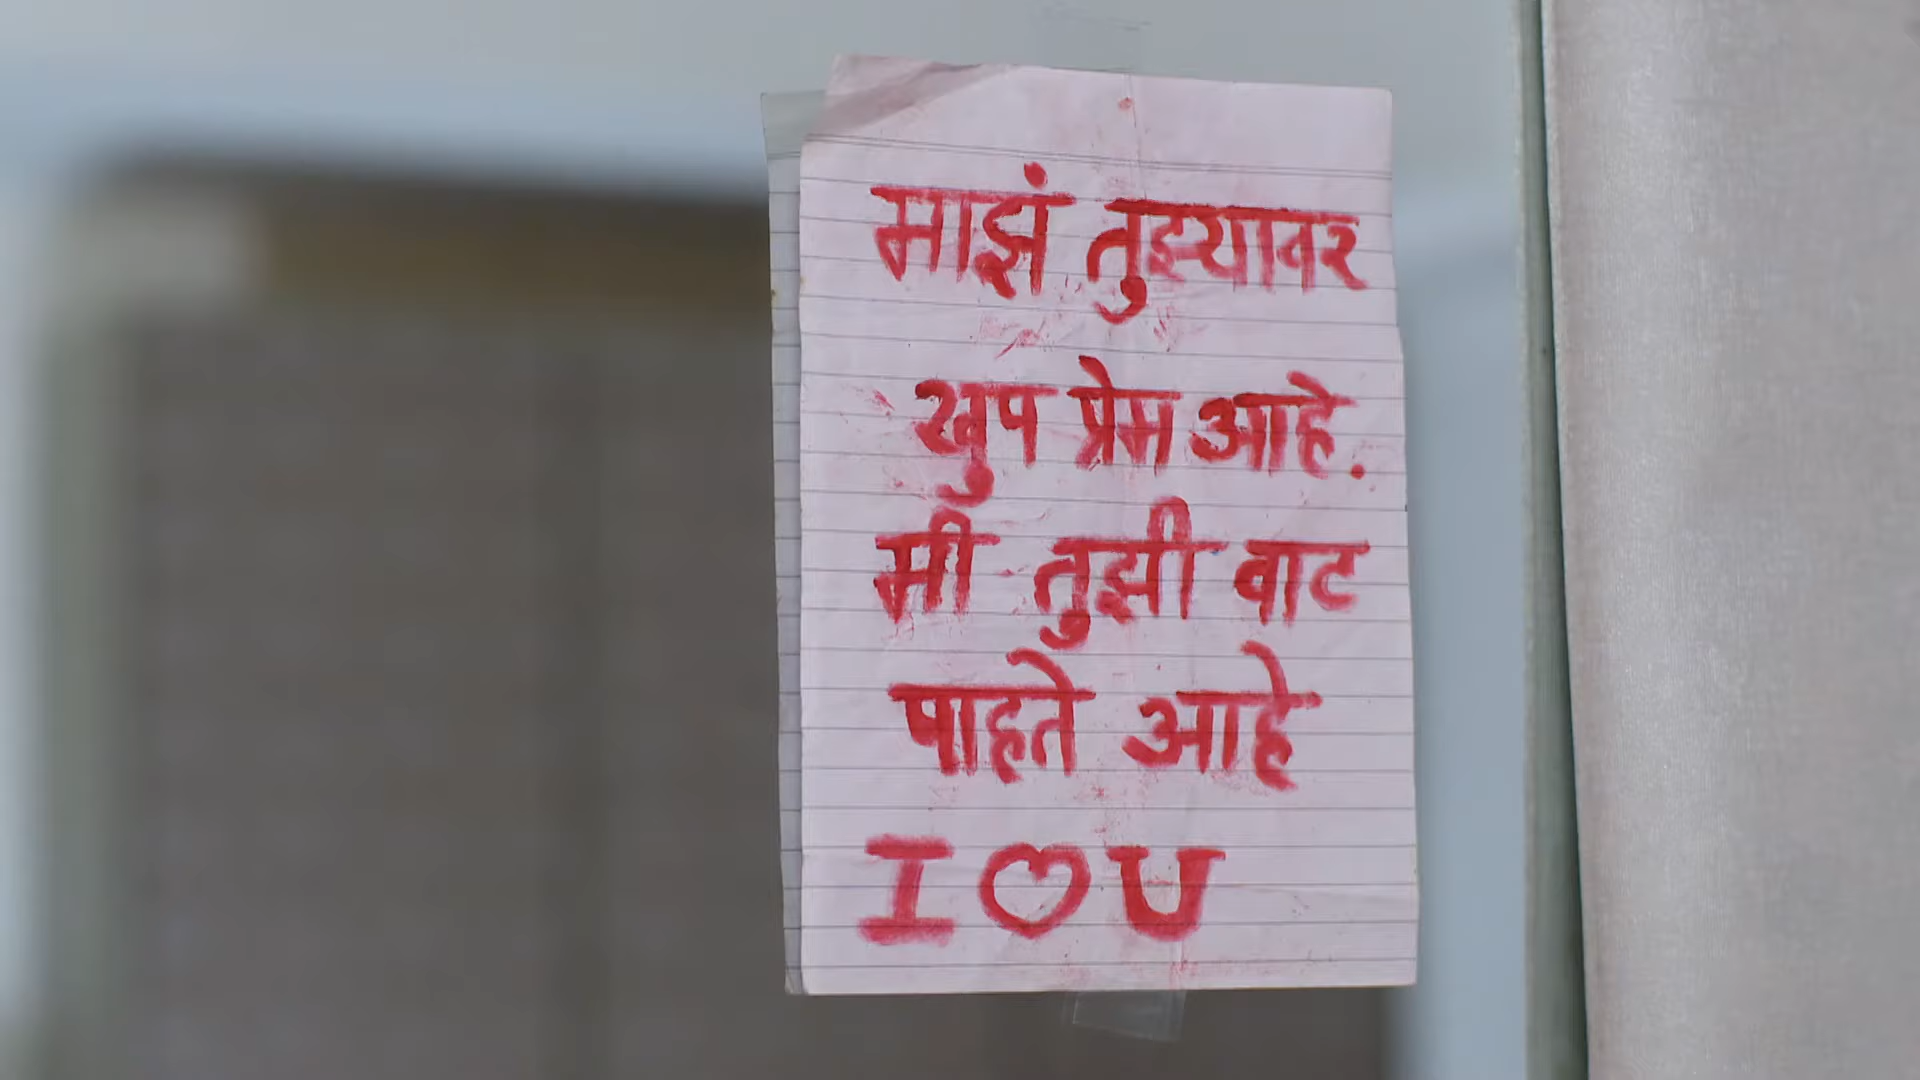 माझं तुझ्यावर
खुप प्रेम आहे.
मी तुझी वाट
पाहते आहे
I ♡ U